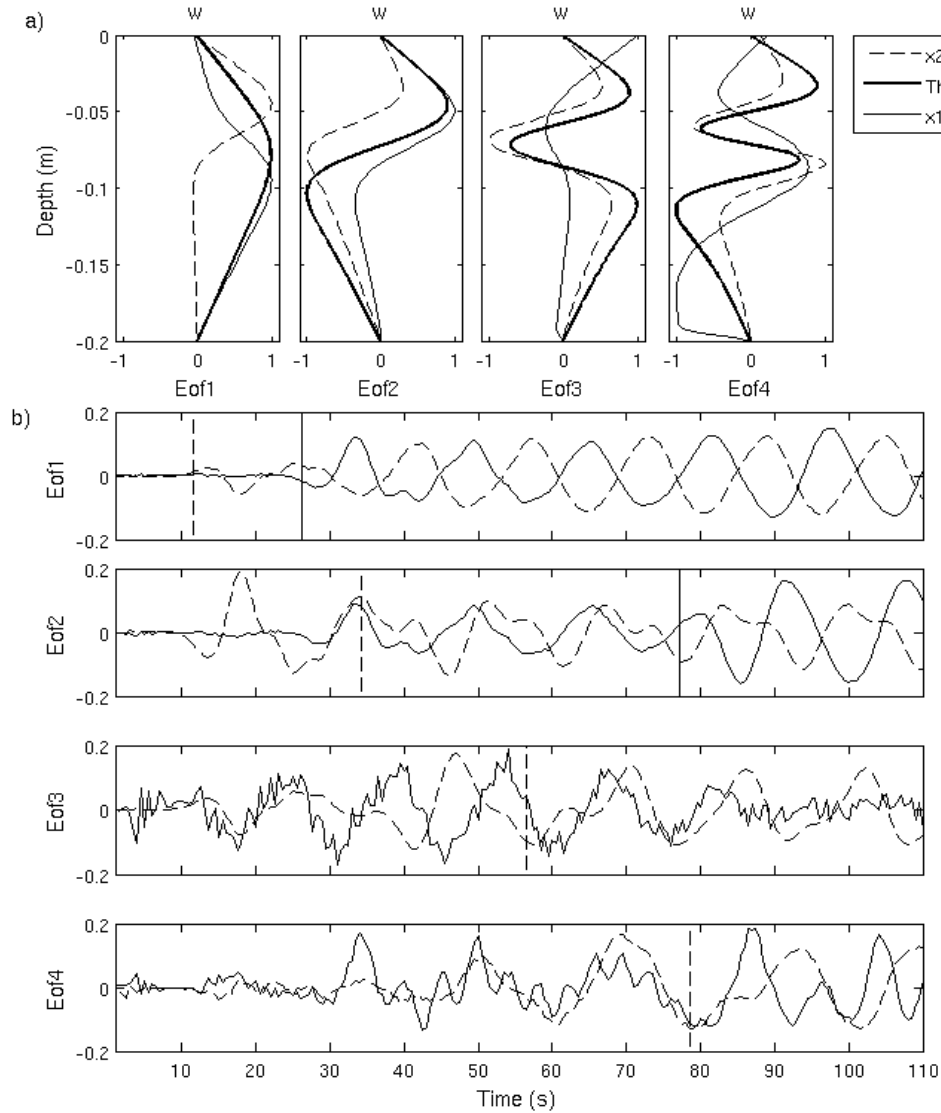 a)
W W W W
x2
Th
x1
Depth (m)
0
-0.05
-0.1
-0.15
-0.2
-1 0 1 -1 0 1 -1 0 1 -1 0 1
Eof1 Eof2 Eof3 Eof4
b)
Eof1
0.2
0
-0.2
Eof2
0.2
0
-0.2
Eof3
0.2
0
-0.2
Eof4
0.2
0
-0.2
10 20 30 40 50 60 70 80 90 100 110
Time (s)